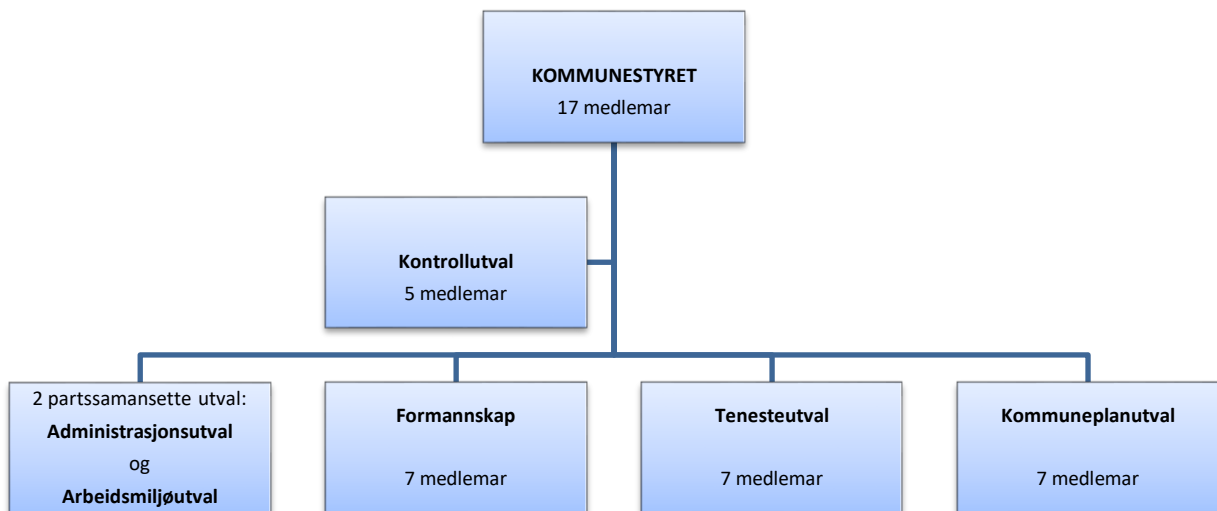 KOMMUNESTYRET
17 medlemar
Kontrollutval
5 medlemar
2 partssamansette utval:
Administrasjonsutval
og
Arbeidsmiljøutval
Formannskap
7 medlemar
Tenesteutval
7 medlemar
Kommuneplanutval
7 medlemar